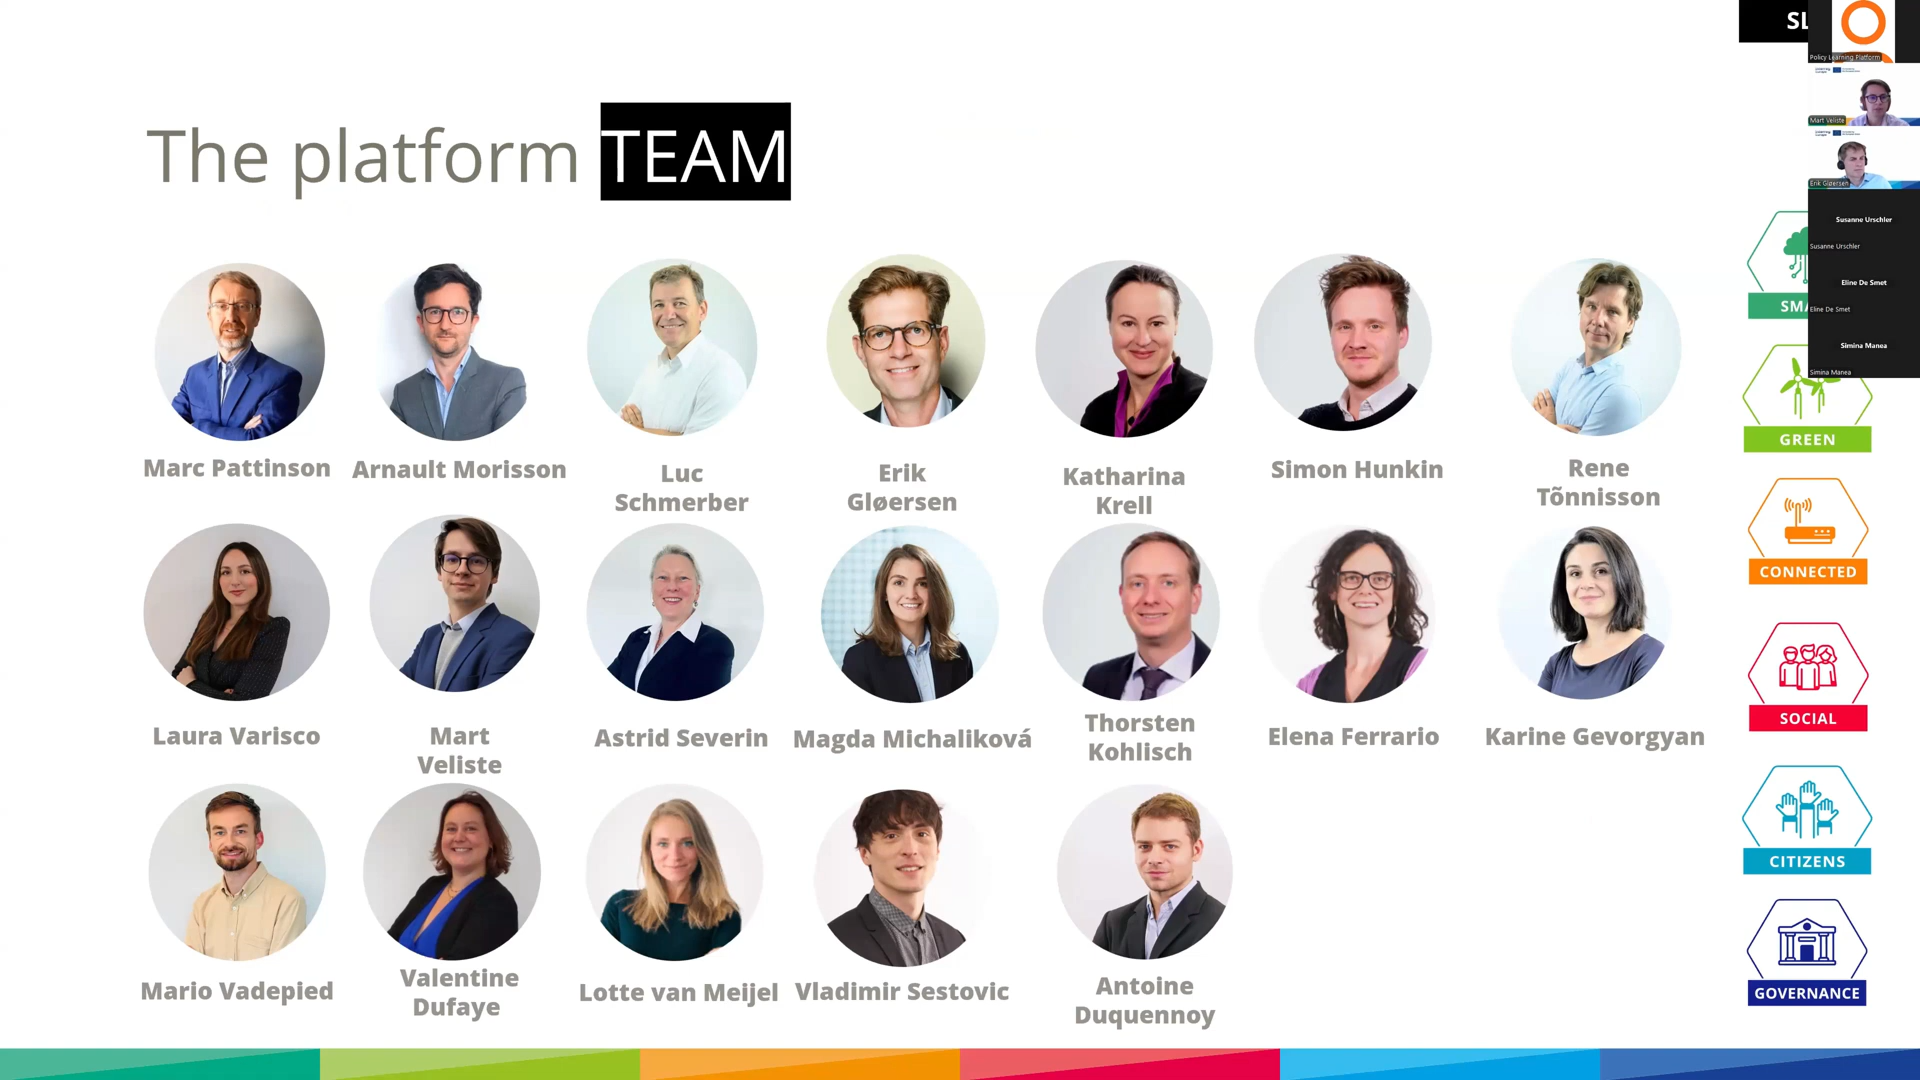 The platform TEAM
Marc Pattinson
Arnault Morisson
Luc
Schmerber
Erik
Gløersen
Katharina
Krell
Simon Hunkin
Rene
Tõnnisson
Laura Varisco
Mart
Veliste
Astrid Severin
Magda Michaliková
Thorsten
Kohlisch
Elena Ferrario
Karine Gevorgyan
Mario Vadepied
Valentine
Dufaye
Lotte van Meijel
Vladimir Sestovic
Antoine
Duquennoy
GREEN
CONNECTED
SOCIAL
CITIZENS
GOVERNANCE
Policy Learning Platform
Mart Veliste
Erik Gløersen
Susanne Urschler
Susanne Urschler
Eline De Smet
Eline De Smet
Simina Manea
Simina Manea